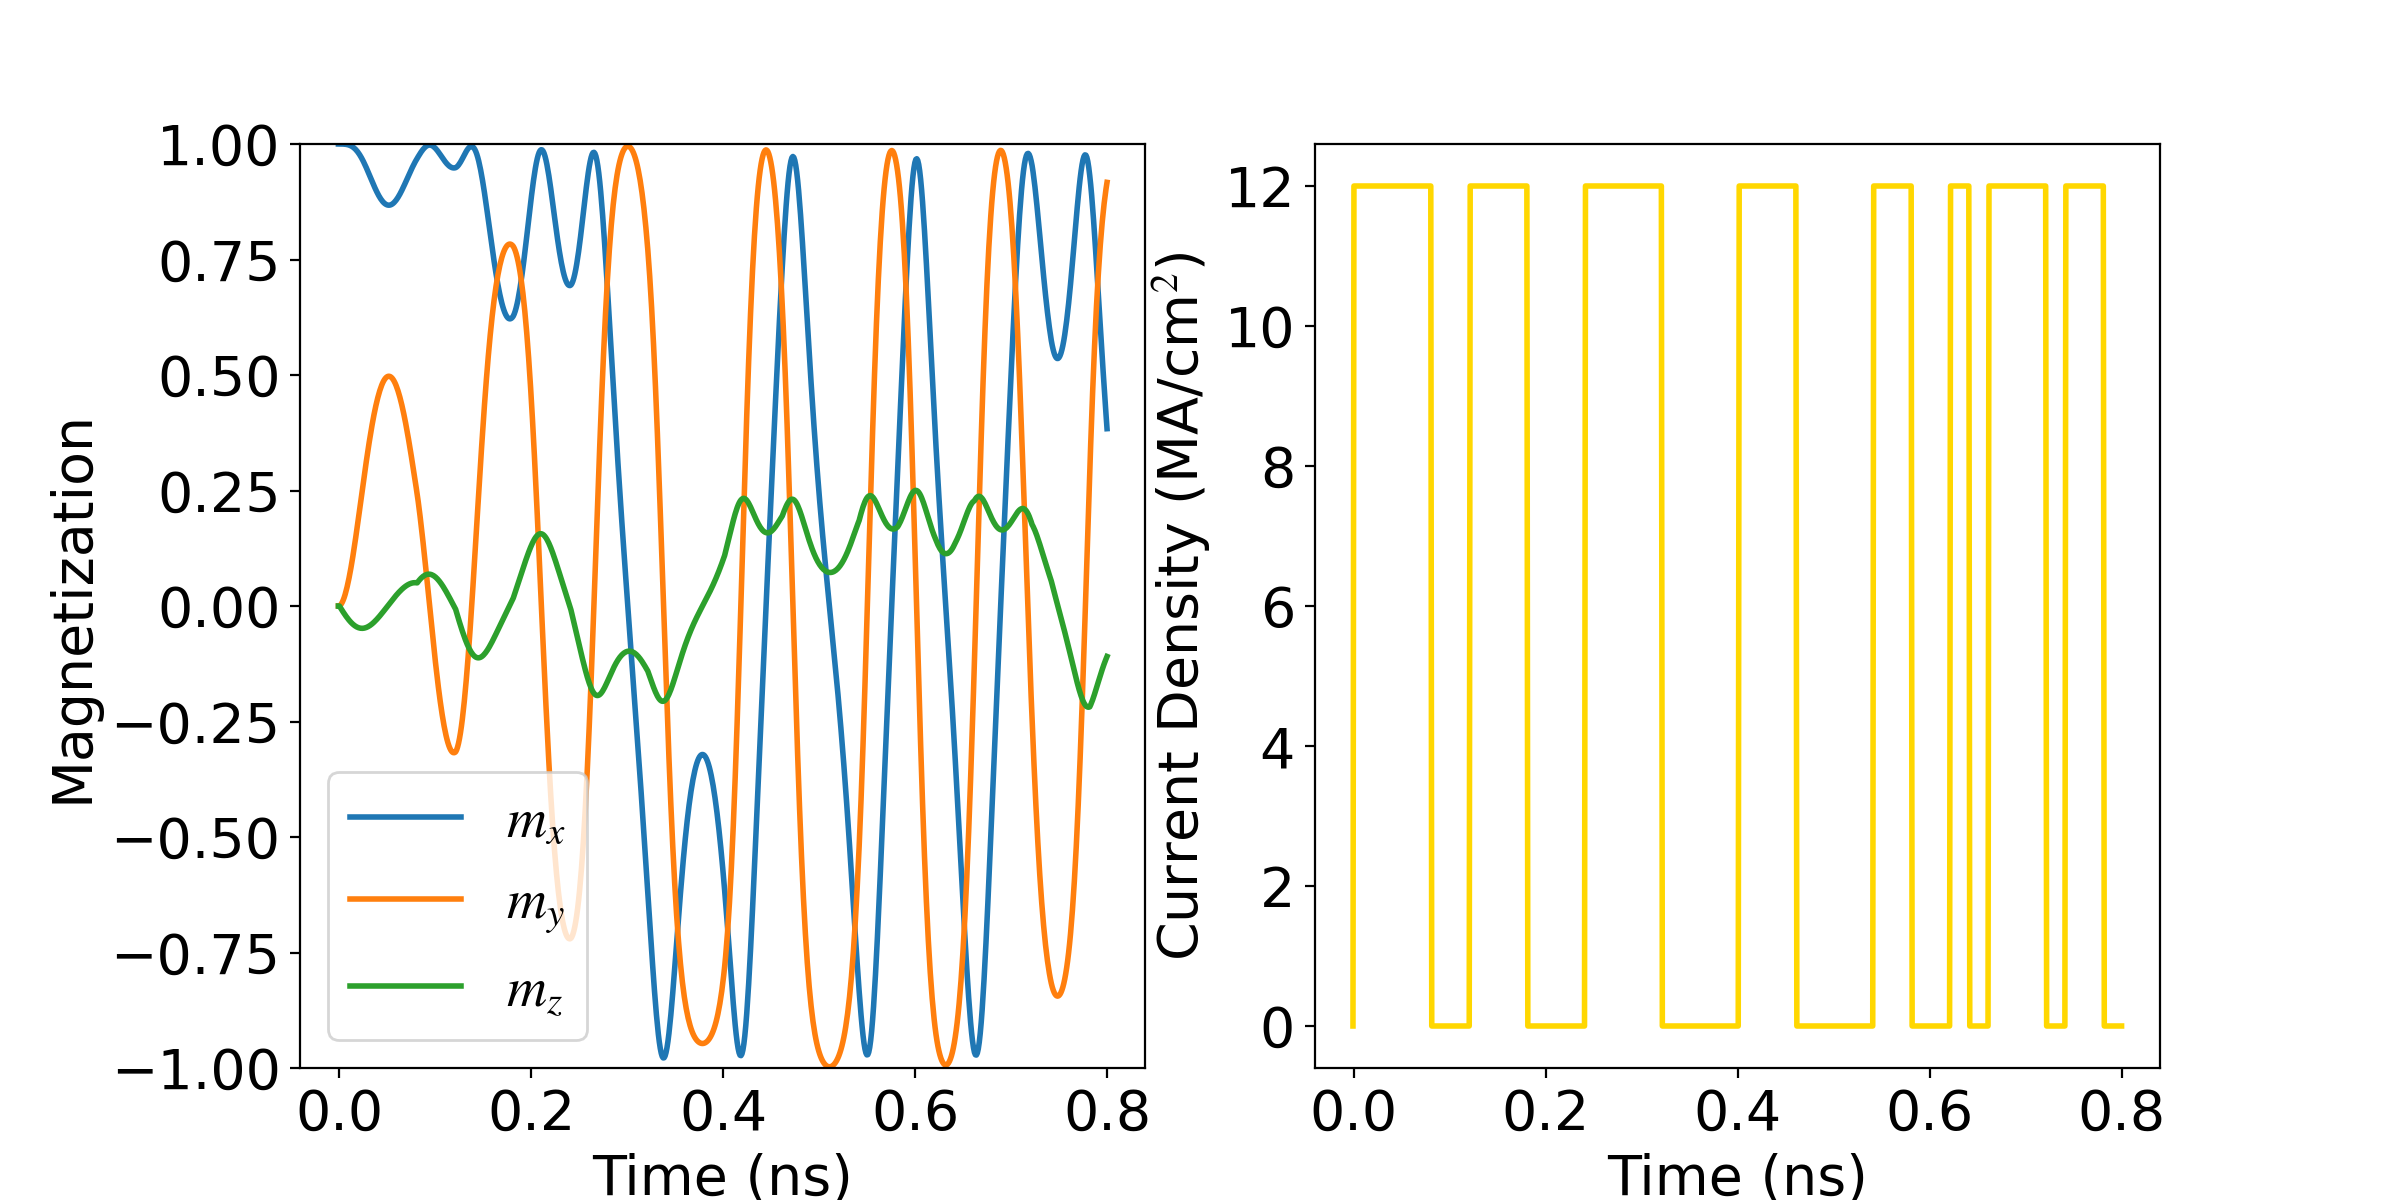 Magnetization
1.00
0.75
0.50
0.25
0.00
−0.25
−0.50
−0.75
−1.00
m_x
m_y
m_z
0.0 0.2 0.4 0.6 0.8
Time (ns)
Current Density (MA/cm²)
12
10
8
6
4
2
0
0.0 0.2 0.4 0.6 0.8
Time (ns)